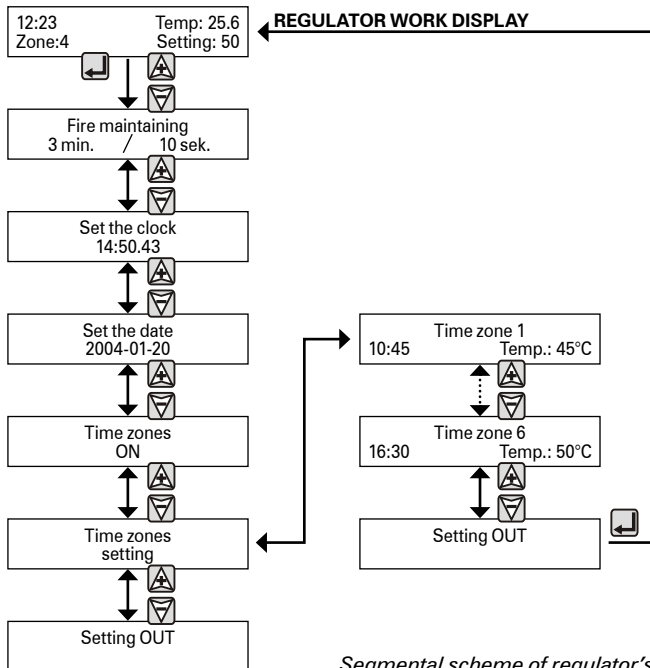 12:23 Temp: 25.6
Zone:4 Setting: 50
REGULATOR WORK DISPLAY
Fire maintaining
3 min. / 10 sek.
Set the clock
14:50.43
Set the date
2004-01-20
Time zones
ON
Time zones
setting
Setting OUT
Time zone 1
10:45 Temp.: 45°C
Time zone 6
16:30 Temp.: 50°C
Setting OUT
Segmental scheme of regulator's